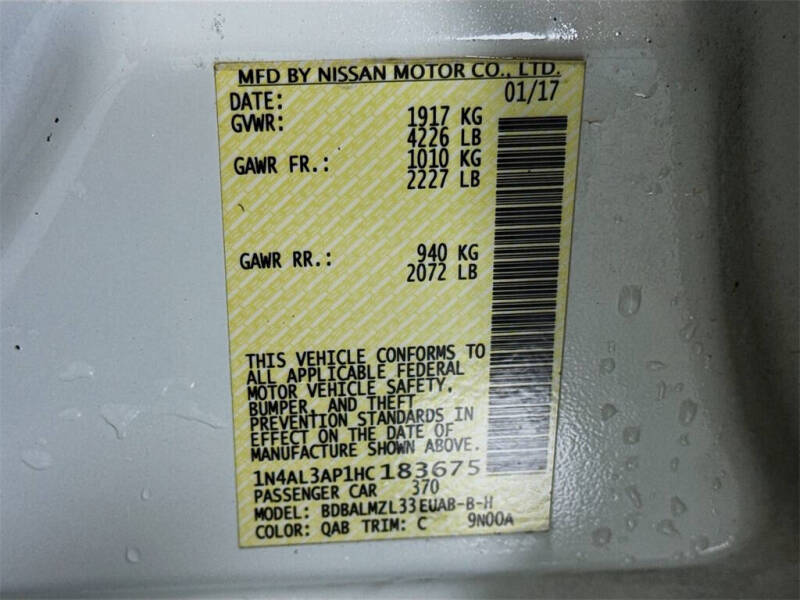 MFD BY NISSAN MOTOR CO., LTD.
DATE: 01/17
GVWR: 1917 KG
4226 LB
GAWR FR.: 1010 KG
2227 LB
GAWR RR.: 940 KG
2072 LB
THIS VEHICLE CONFORMS TO
ALL APPLICABLE FEDERAL
MOTOR VEHICLE SAFETY,
BUMPER, AND THEFT
PREVENTION STANDARDS IN
EFFECT ON THE DATE OF
MANUFACTURE SHOWN ABOVE.
1N4AL3AP1HC183675
PASSENGER CAR 370
MODEL: BDBALMZL33EUAB-B-H
COLOR: QAB TRIM: C 9N00A